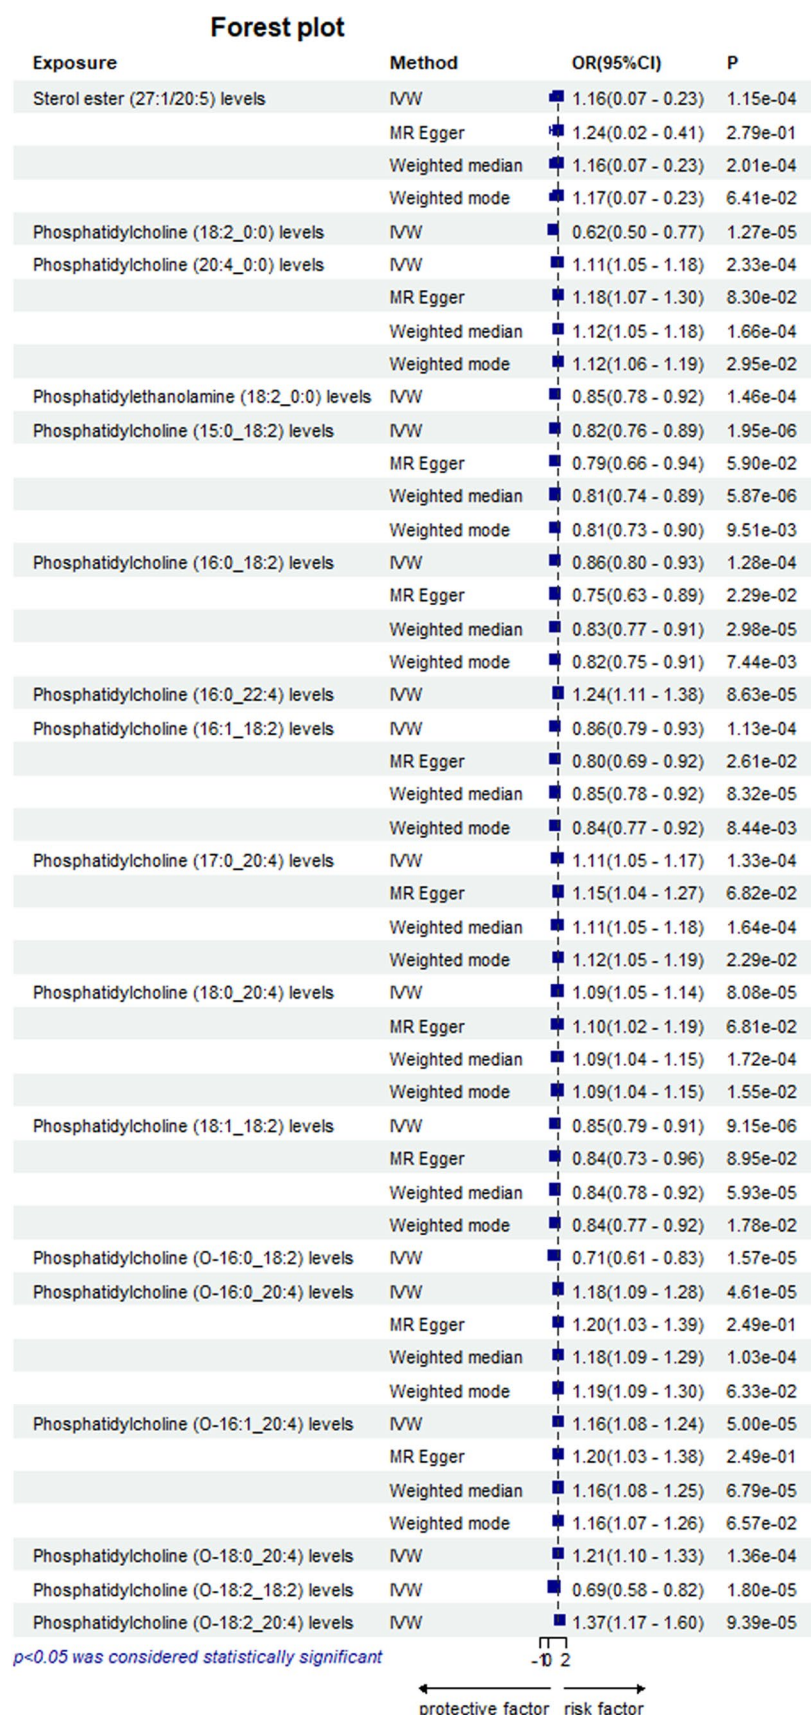 Forest plot
Exposure Method OR(95%CI) P
Sterol ester (27:1/20:5) levels IVW 1.16(0.07 - 0.23) 1.15e-04
MR Egger 1.24(0.02 - 0.41) 2.79e-01
Weighted median 1.16(0.07 - 0.23) 2.01e-04
Weighted mode 1.17(0.07 - 0.23) 6.41e-02
Phosphatidylcholine (18:2_0:0) levels IVW 0.62(0.50 - 0.77) 1.27e-05
Phosphatidylcholine (20:4_0:0) levels IVW 1.11(1.05 - 1.18) 2.33e-04
MR Egger 1.18(1.07 - 1.30) 8.30e-02
Weighted median 1.12(1.05 - 1.18) 1.66e-04
Weighted mode 1.12(1.06 - 1.19) 2.95e-02
Phosphatidylethanolamine (18:2_0:0) levels IVW 0.85(0.78 - 0.92) 1.46e-04
Phosphatidylcholine (15:0_18:2) levels IVW 0.82(0.76 - 0.89) 1.95e-06
MR Egger 0.79(0.66 - 0.94) 5.90e-02
Weighted median 0.81(0.74 - 0.89) 5.87e-06
Weighted mode 0.81(0.73 - 0.90) 9.51e-03
Phosphatidylcholine (16:0_18:2) levels IVW 0.86(0.80 - 0.93) 1.28e-04
MR Egger 0.75(0.63 - 0.89) 2.29e-02
Weighted median 0.83(0.77 - 0.91) 2.98e-05
Weighted mode 0.82(0.75 - 0.91) 7.44e-03
Phosphatidylcholine (16:0_22:4) levels IVW 1.24(1.11 - 1.38) 8.63e-05
Phosphatidylcholine (16:1_18:2) levels IVW 0.86(0.79 - 0.93) 1.13e-04
MR Egger 0.80(0.69 - 0.92) 2.61e-02
Weighted median 0.85(0.78 - 0.92) 8.32e-05
Weighted mode 0.84(0.77 - 0.92) 8.44e-03
Phosphatidylcholine (17:0_20:4) levels IVW 1.11(1.05 - 1.17) 1.33e-04
MR Egger 1.15(1.04 - 1.27) 6.82e-02
Weighted median 1.11(1.05 - 1.18) 1.64e-04
Weighted mode 1.12(1.05 - 1.19) 2.29e-02
Phosphatidylcholine (18:0_20:4) levels IVW 1.09(1.05 - 1.14) 8.08e-05
MR Egger 1.10(1.02 - 1.19) 6.81e-02
Weighted median 1.09(1.04 - 1.15) 1.72e-04
Weighted mode 1.09(1.04 - 1.15) 1.55e-02
Phosphatidylcholine (18:1_18:2) levels IVW 0.85(0.79 - 0.91) 9.15e-06
MR Egger 0.84(0.73 - 0.96) 8.95e-02
Weighted median 0.84(0.78 - 0.92) 5.93e-05
Weighted mode 0.84(0.77 - 0.92) 1.78e-02
Phosphatidylcholine (O-16:0_18:2) levels IVW 0.71(0.61 - 0.83) 1.57e-05
Phosphatidylcholine (O-16:0_20:4) levels IVW 1.18(1.09 - 1.28) 4.61e-05
MR Egger 1.20(1.03 - 1.39) 2.49e-01
Weighted median 1.18(1.09 - 1.29) 1.03e-04
Weighted mode 1.19(1.09 - 1.30) 6.33e-02
Phosphatidylcholine (O-16:1_20:4) levels IVW 1.16(1.08 - 1.24) 5.00e-05
MR Egger 1.20(1.03 - 1.38) 2.49e-01
Weighted median 1.16(1.08 - 1.25) 6.79e-05
Weighted mode 1.16(1.07 - 1.26) 6.57e-02
Phosphatidylcholine (O-18:0_20:4) levels IVW 1.21(1.10 - 1.33) 1.36e-04
Phosphatidylcholine (O-18:2_18:2) levels IVW 0.69(0.58 - 0.82) 1.80e-05
Phosphatidylcholine (O-18:2_20:4) levels IVW 1.37(1.17 - 1.60) 9.39e-05
p<0.05 was considered statistically significant -1 0 2
protective factor risk factor